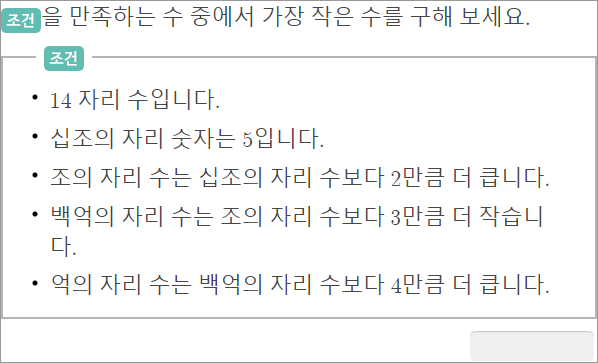 조건을 만족하는 수 중에서 가장 작은 수를 구해 보세요.
조건
• 14 자리 수입니다.
• 십조의 자리 숫자는 5입니다.
• 조의 자리 수는 십조의 자리 수보다 2만큼 더 큽니다.
• 백억의 자리 수는 조의 자리 수보다 3만큼 더 작습니
다.
• 억의 자리 수는 백억의 자리 수보다 4만큼 더 큽니다.